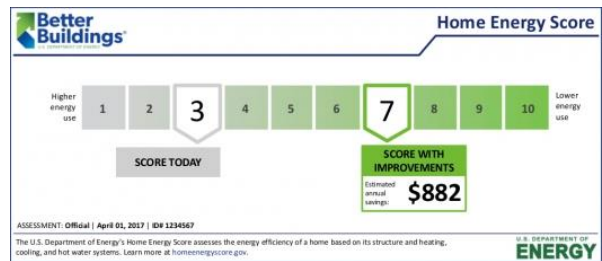 Better
Buildings®
U.S. DEPARTMENT OF ENERGY
Home Energy Score
Higher
energy
use
1 2 3 4 5 6 7 8 9 10
Lower
energy
use
SCORE TODAY
SCORE WITH
IMPROVEMENTS
Estimated
annual
savings:
$882
ASSESSMENT: Official | April 01, 2017 | ID# 1234567
The U.S. Department of Energy's Home Energy Score assesses the energy efficiency of a home based on its structure and heating,
cooling, and hot water systems. Learn more at homeenergyscore.gov.
U.S. DEPARTMENT OF
ENERGY